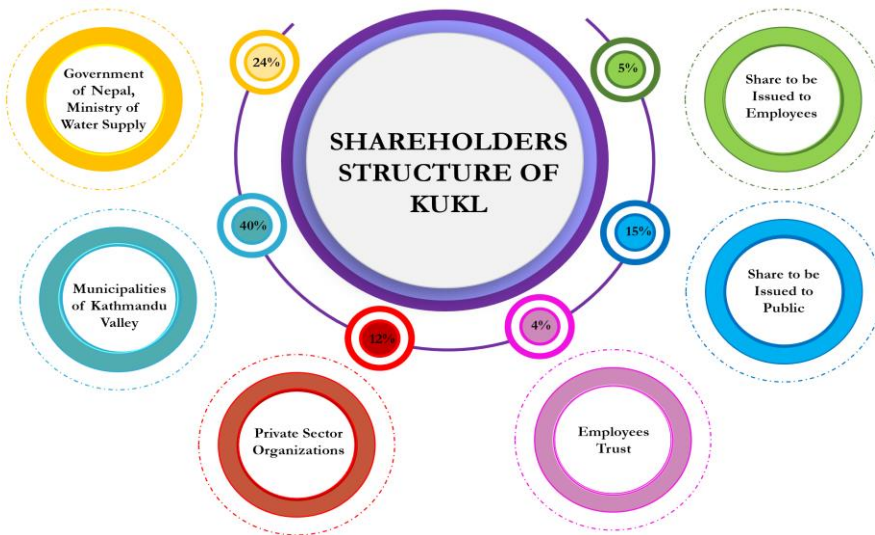 SHAREHOLDERS
STRUCTURE OF
KUKL
24%
Government
of Nepal,
Ministry of
Water Supply
40%
Municipalities
of Kathmandu
Valley
12%
Private Sector
Organizations
4%
Employees
Trust
15%
Share to be
Issued to
Public
5%
Share to be
Issued to
Employees